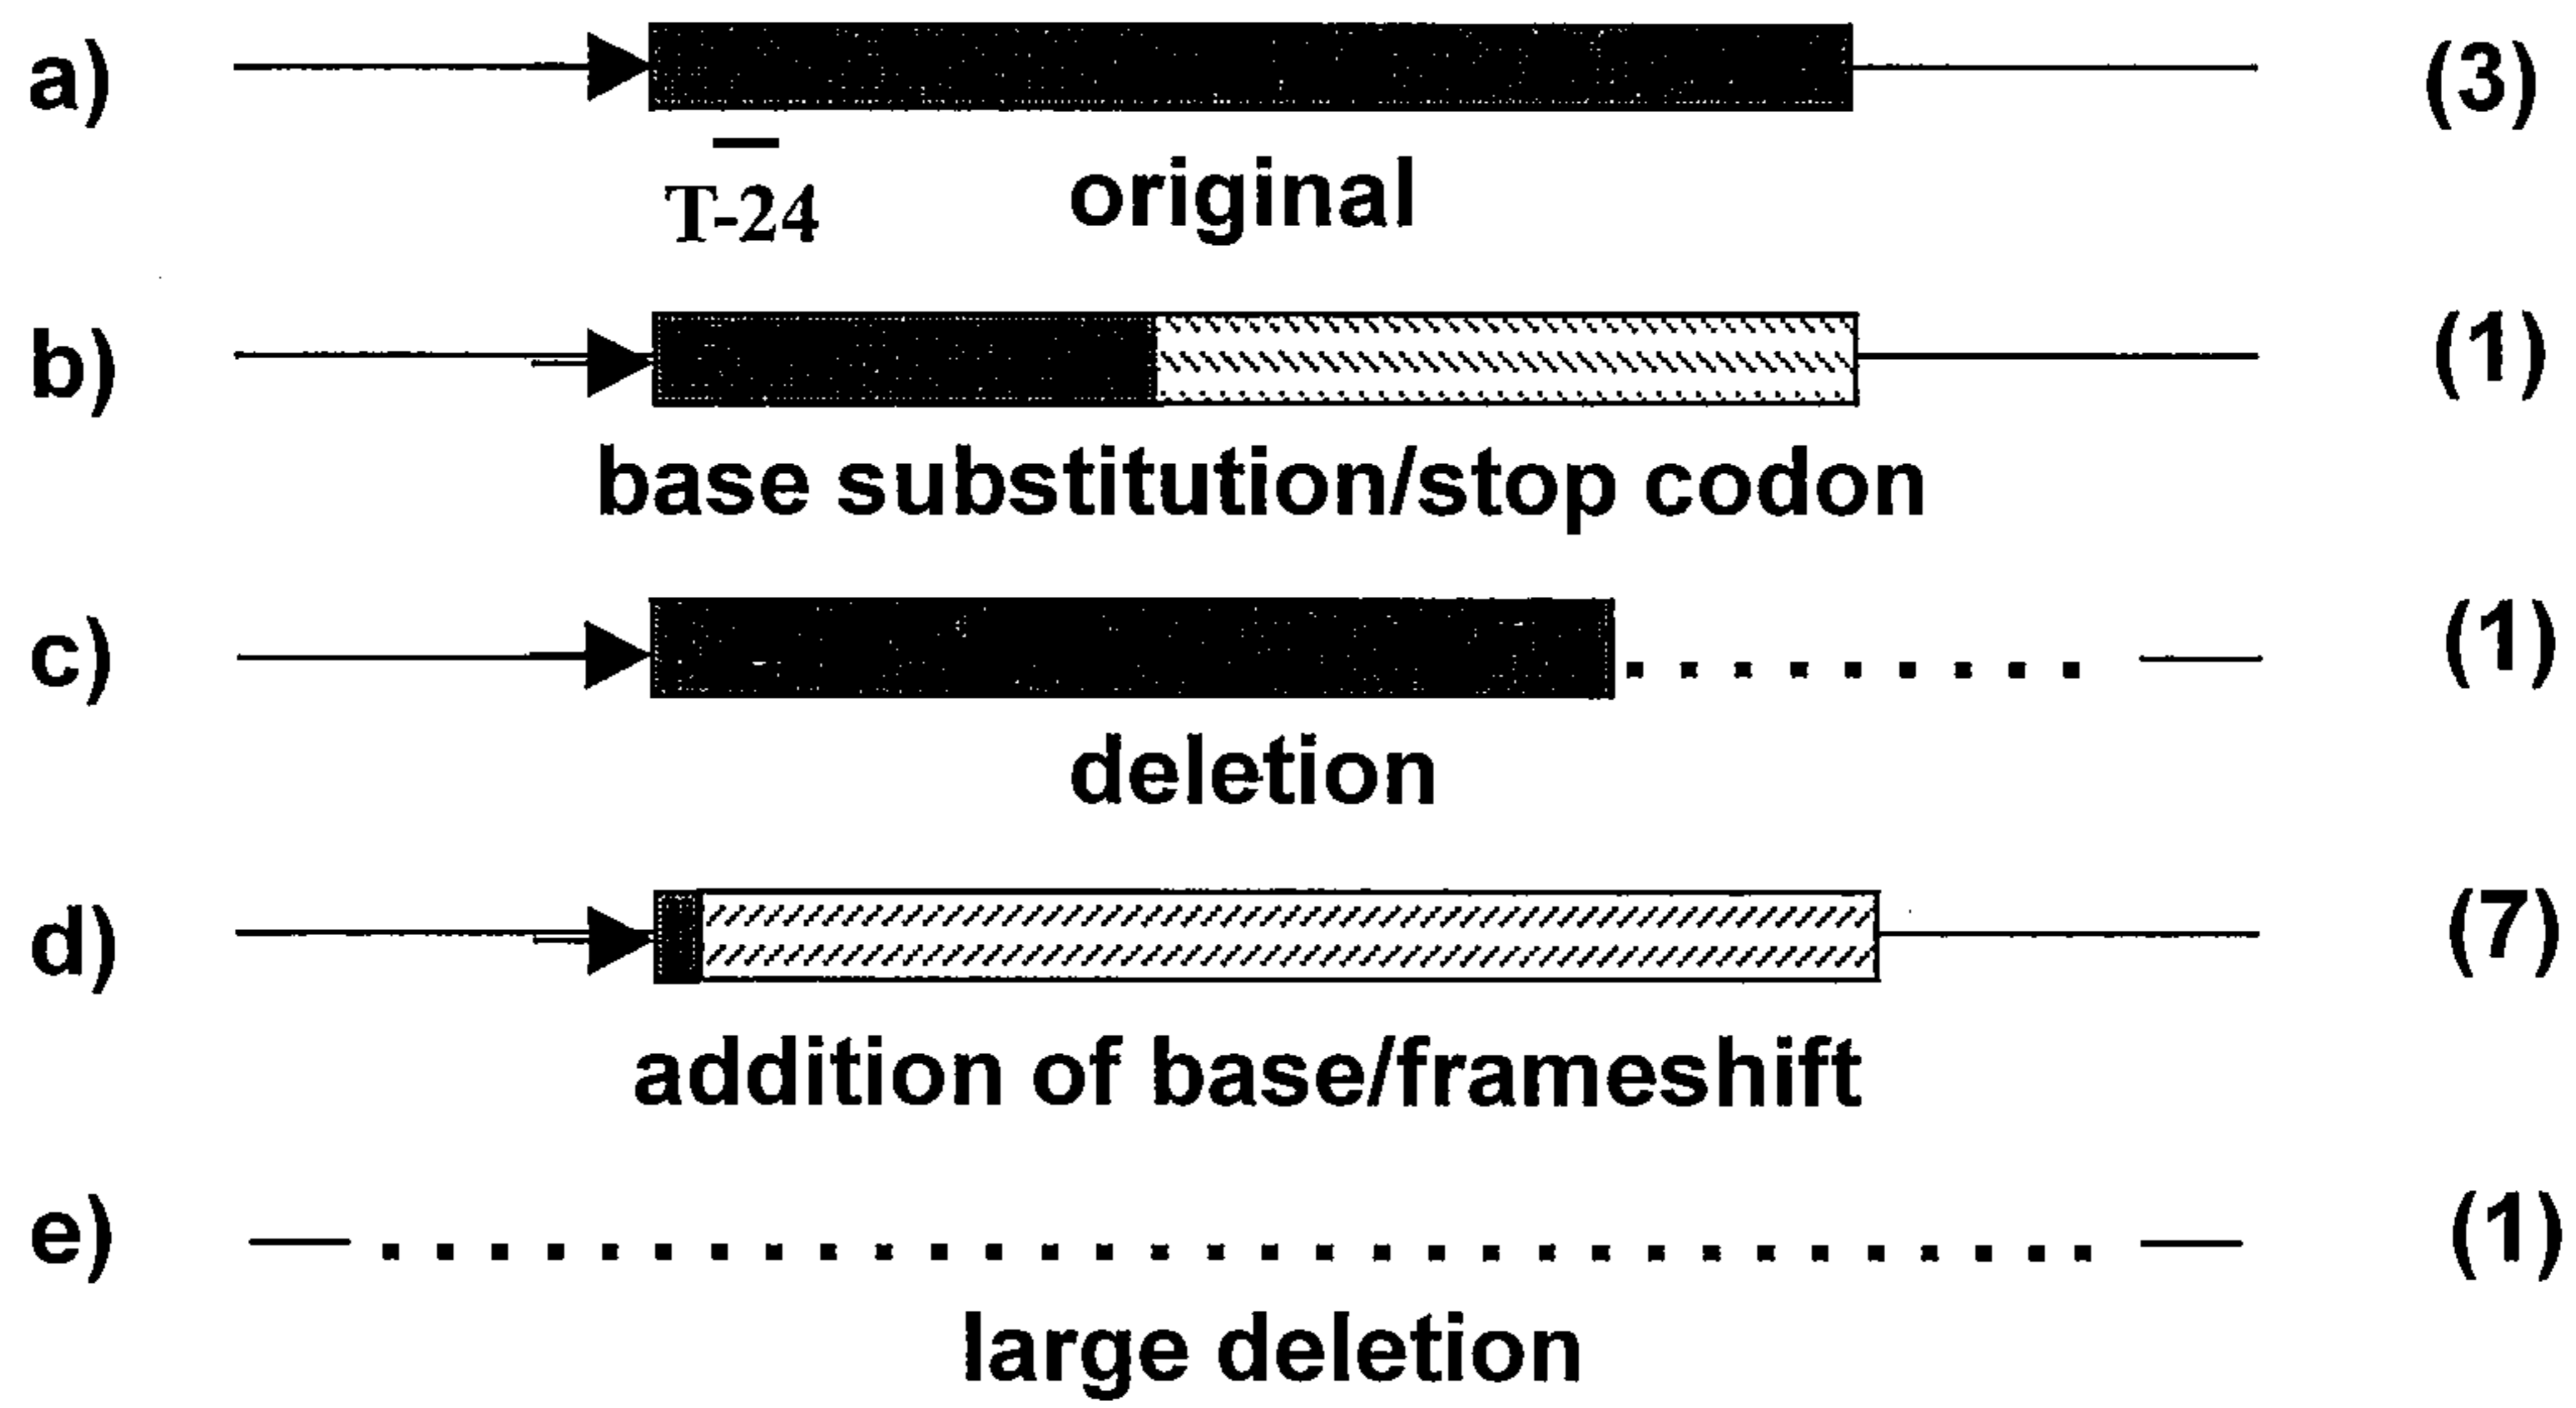 a) (3)
T-24 original
b) (1)
base substitution/stop codon
c) (1)
deletion
d) (7)
addition of base/frameshift
e) (1)
large deletion